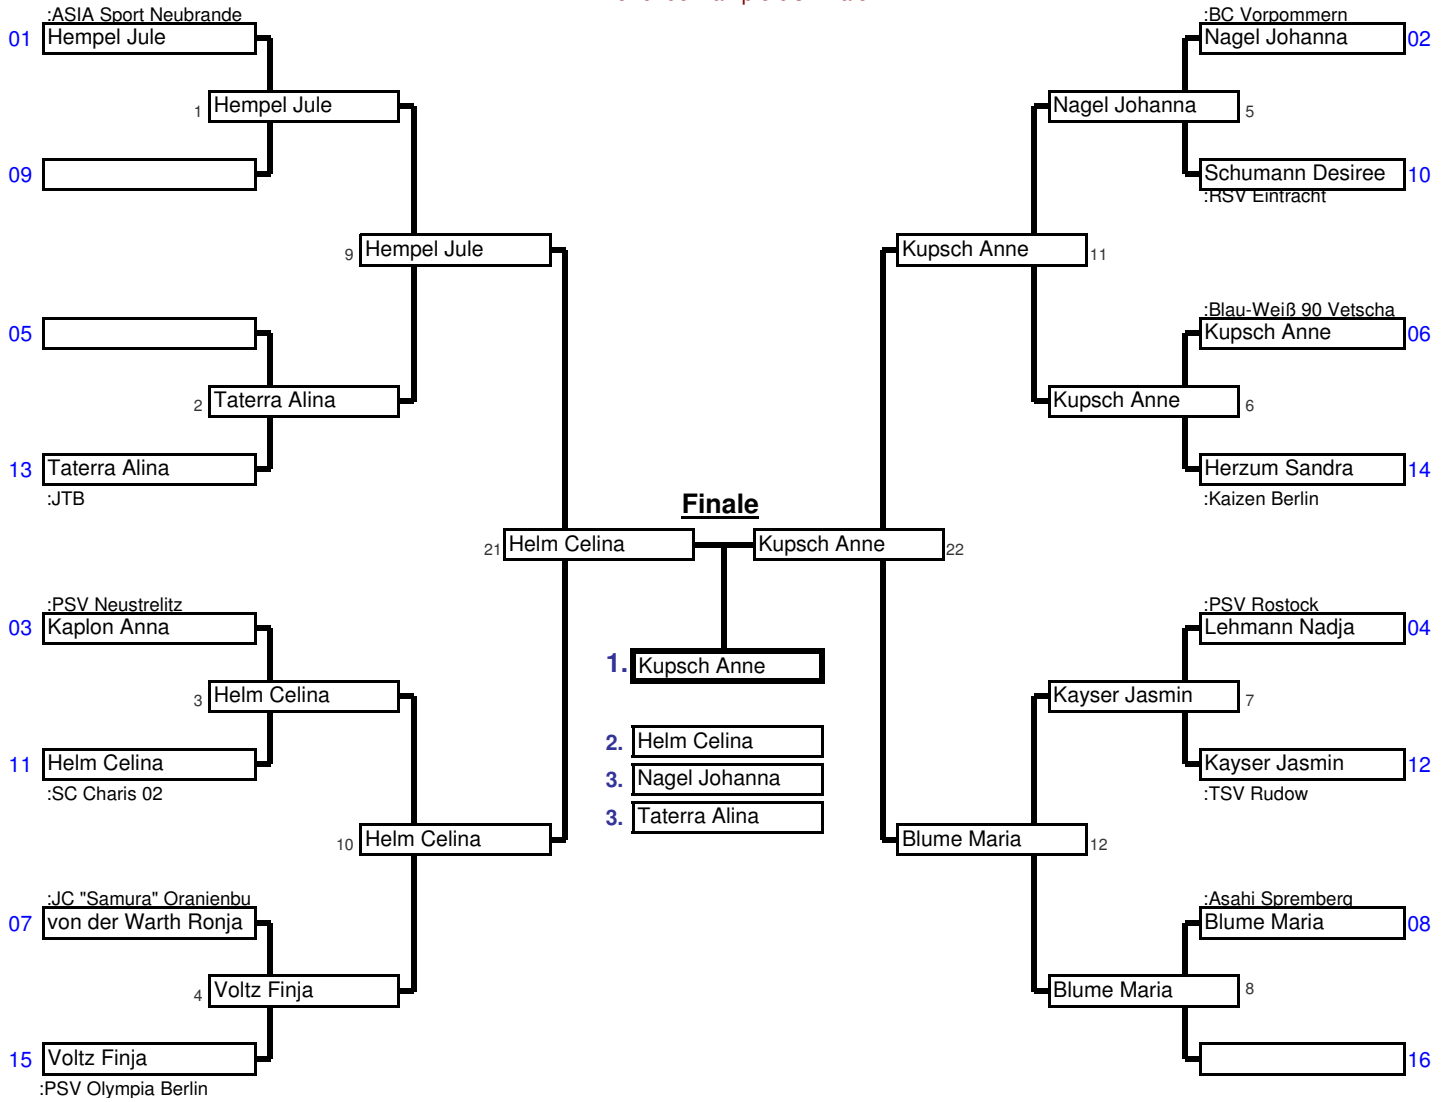 :ASIA Sport Neubrande
01 Hempel Jule
1 Hempel Jule
09
9 Hempel Jule
05
2 Taterra Alina
13 Taterra Alina
:JTB
21 Helm Celina
:PSV Neustrelitz
03 Kaplon Anna
3 Helm Celina
11 Helm Celina
:SC Charis 02
10 Helm Celina
:JC "Samura" Oranienbu
07 von der Warth Ronja
4 Voltz Finja
15 Voltz Finja
:PSV Olympia Berlin
Finale
1. Kupsch Anne
2. Helm Celina
3. Nagel Johanna
3. Taterra Alina
:BC Vorpommern
Nagel Johanna 02
Nagel Johanna 5
Schumann Desiree 10
:RSV Eintracht
Kupsch Anne 11
:Blau-Weiß 90 Vetscha
Kupsch Anne 06
Kupsch Anne 6
Herzum Sandra 14
:Kaizen Berlin
Kupsch Anne 22
:PSV Rostock
Lehmann Nadja 04
Kayser Jasmin 7
Kayser Jasmin 12
:TSV Rudow
Blume Maria 12
:Asahi Spremberg
Blume Maria 08
Blume Maria 8
16